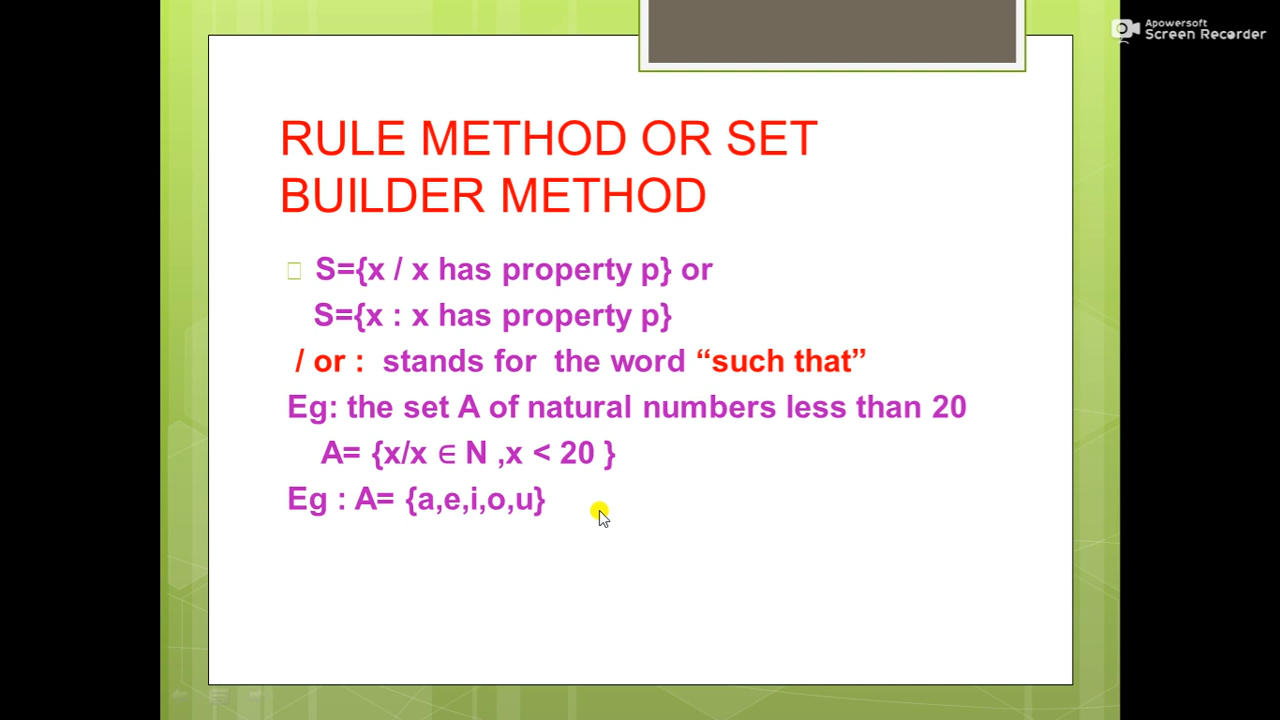 Apowersoft
Screen Recorder
RULE METHOD OR SET
BUILDER METHOD
S={x / x has property p} or
S={x : x has property p}
/ or : stands for the word “such that”
Eg: the set A of natural numbers less than 20
A= {x/x ∈ N ,x < 20 }
Eg : A= {a,e,i,o,u}